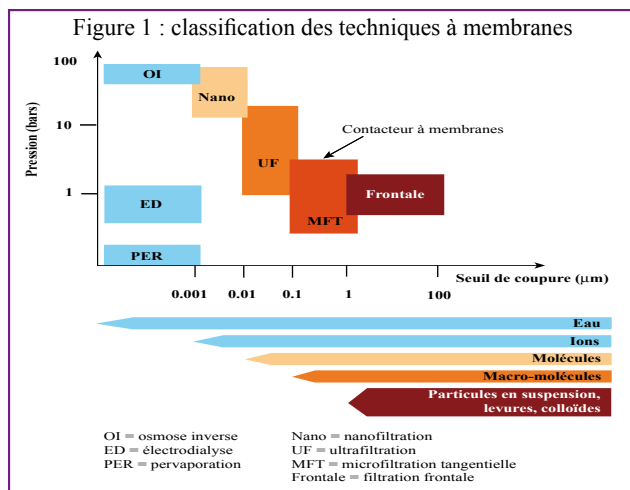 Figure 1 : classification des techniques à membranes
100
10
1
Pression (bars)
OI
Nano
Contacteur à membranes
UF
Frontale
ED
MFT
PER
Seuil de coupure (µm)
0.001 0.01 0.1 1 100
Eau
Ions
Molécules
Macro-molécules
Particules en suspension,
levures, colloïdes
OI = osmose inverse
ED = électrodialyse
PER = pervaporation
Nano = nanofiltration
UF = ultrafiltration
MFT = microfiltration tangentielle
Frontale = filtration frontale